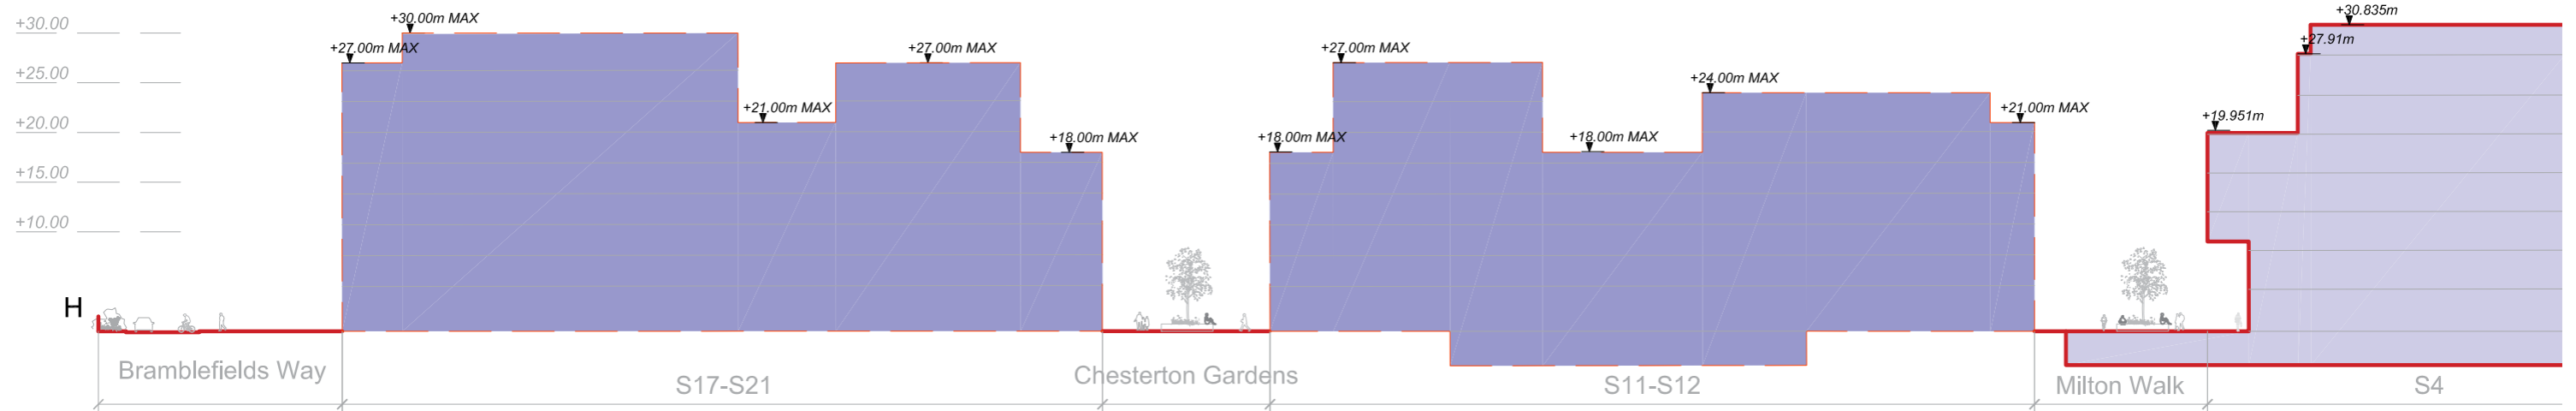 +30.00
+25.00
+20.00
+15.00
+10.00
H
+27.00m MAX
+30.00m MAX
+21.00m MAX
+27.00m MAX
+18.00m MAX
+18.00m MAX
+27.00m MAX
+18.00m MAX
+24.00m MAX
+21.00m MAX
+19.951m
+27.91m
+30.835m
Bramblefields Way
S17-S21
Chesterton Gardens
S11-S12
Milton Walk
S4